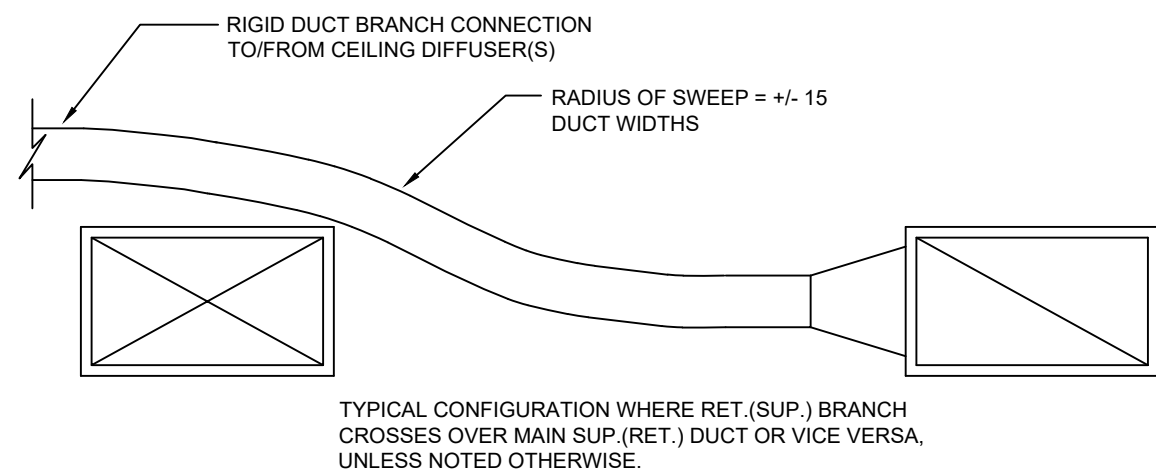 RIGID DUCT BRANCH CONNECTION
TO/FROM CEILING DIFFUSER(S)
RADIUS OF SWEEP = +/- 15
DUCT WIDTHS
TYPICAL CONFIGURATION WHERE RET.(SUP.) BRANCH
CROSSES OVER MAIN SUP.(RET.) DUCT OR VICE VERSA,
UNLESS NOTED OTHERWISE.